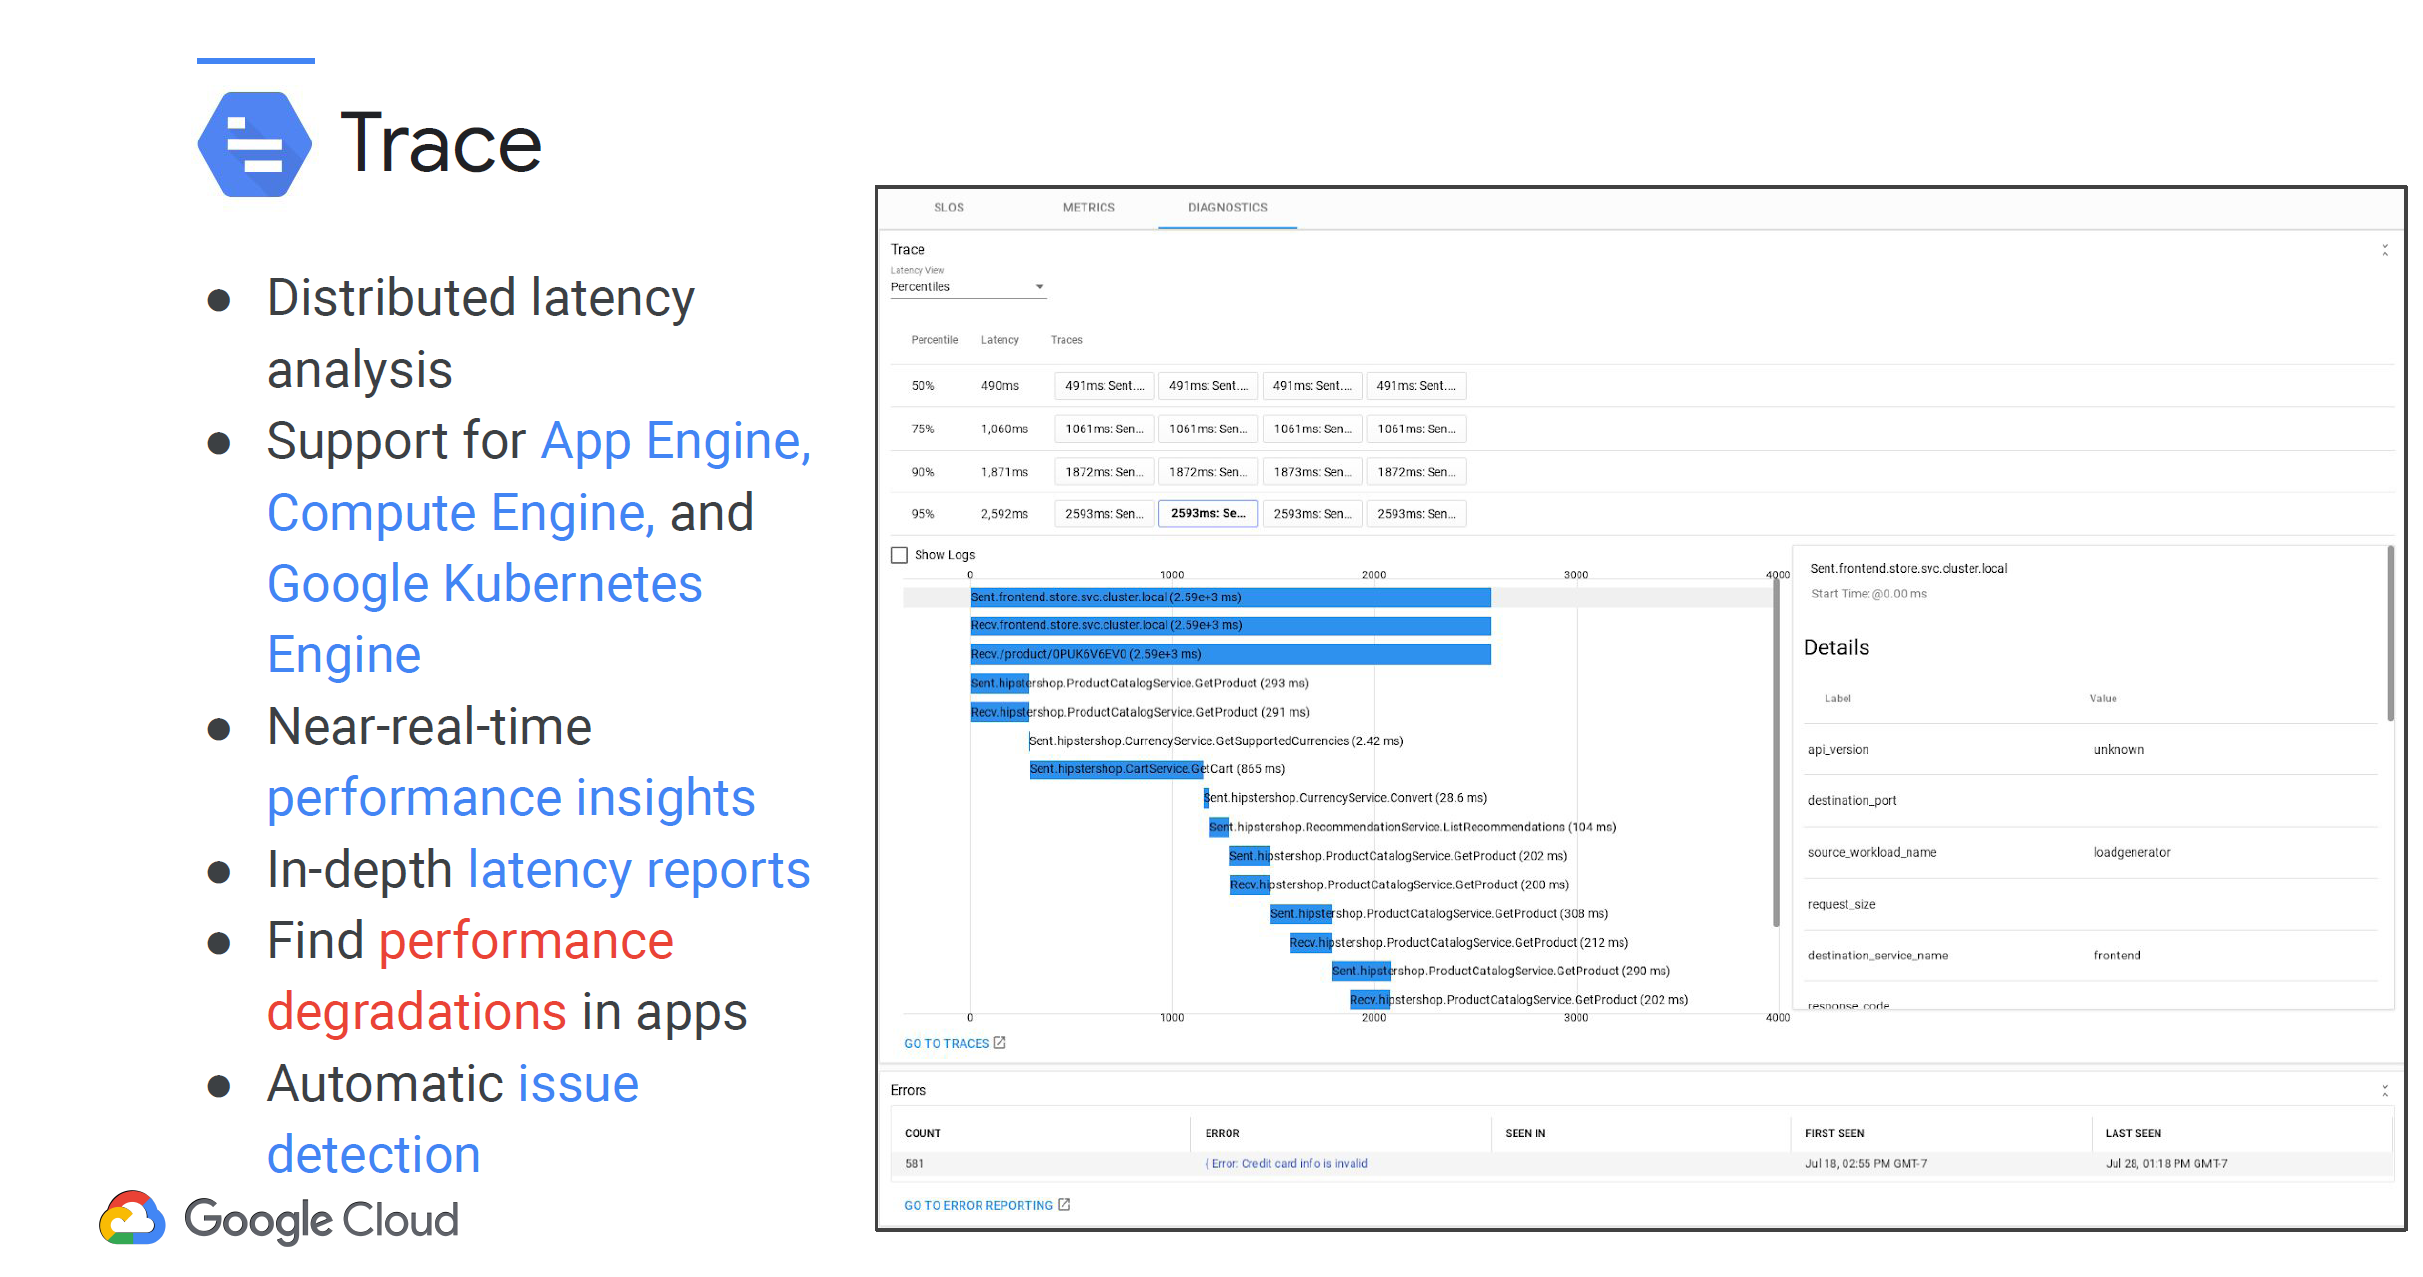 Trace
● Distributed latency
analysis
● Support for App Engine,
Compute Engine, and
Google Kubernetes
Engine
● Near-real-time
performance insights
● In-depth latency reports
● Find performance
degradations in apps
● Automatic issue
detection
Google Cloud
SLOS METRICS DIAGNOSTICS
Trace
Latency View
Percentiles
Percentile Latency Traces
50% 490ms 491ms: Sent.... 491ms: Sent.... 491ms: Sent.... 491ms: Sent....
75% 1,060ms 1061ms: Sen... 1061ms: Sen... 1061ms: Sen... 1061ms: Sen...
90% 1,871ms 1872ms: Sen... 1872ms: Sen... 1873ms: Sen... 1872ms: Sen...
95% 2,592ms 2593ms: Sen... 2593ms: Se... 2593ms: Sen... 2593ms: Sen...
Show Logs
0 1000 2000 3000 4000
Sent.frontend.store.svc.cluster.local (2.59e+3 ms)
Recv.frontend.store.svc.cluster.local (2.59e+3 ms)
Recv./product/0PUK6V6EV0 (2.59e+3 ms)
Sent.hipstershop.ProductCatalogService.GetProduct (293 ms)
Recv.hipstershop.ProductCatalogService.GetProduct (291 ms)
Sent.hipstershop.CurrencyService.GetSupportedCurrencies (2.42 ms)
Sent.hipstershop.CartService.GetCart (865 ms)
Sent.hipstershop.CurrencyService.Convert (28.6 ms)
Sent.hipstershop.RecommendationService.ListRecommendations (104 ms)
Sent.hipstershop.ProductCatalogService.GetProduct (202 ms)
Recv.hipstershop.ProductCatalogService.GetProduct (200 ms)
Sent.hipstershop.ProductCatalogService.GetProduct (308 ms)
Recv.hipstershop.ProductCatalogService.GetProduct (212 ms)
Sent.hipstershop.ProductCatalogService.GetProduct (290 ms)
Recv.hipstershop.ProductCatalogService.GetProduct (202 ms)
0 1000 2000 3000 4000
GO TO TRACES
Sent.frontend.store.svc.cluster.local
Start Time: @0.00 ms
Details
Label Value
api_version unknown
destination_port
source_workload_name loadgenerator
request_size
destination_service_name frontend
response_code
Errors
COUNT ERROR SEEN IN FIRST SEEN LAST SEEN
581 { Error: Credit card info is invalid Jul 18, 02:55 PM GMT-7 Jul 28, 01:18 PM GMT-7
GO TO ERROR REPORTING